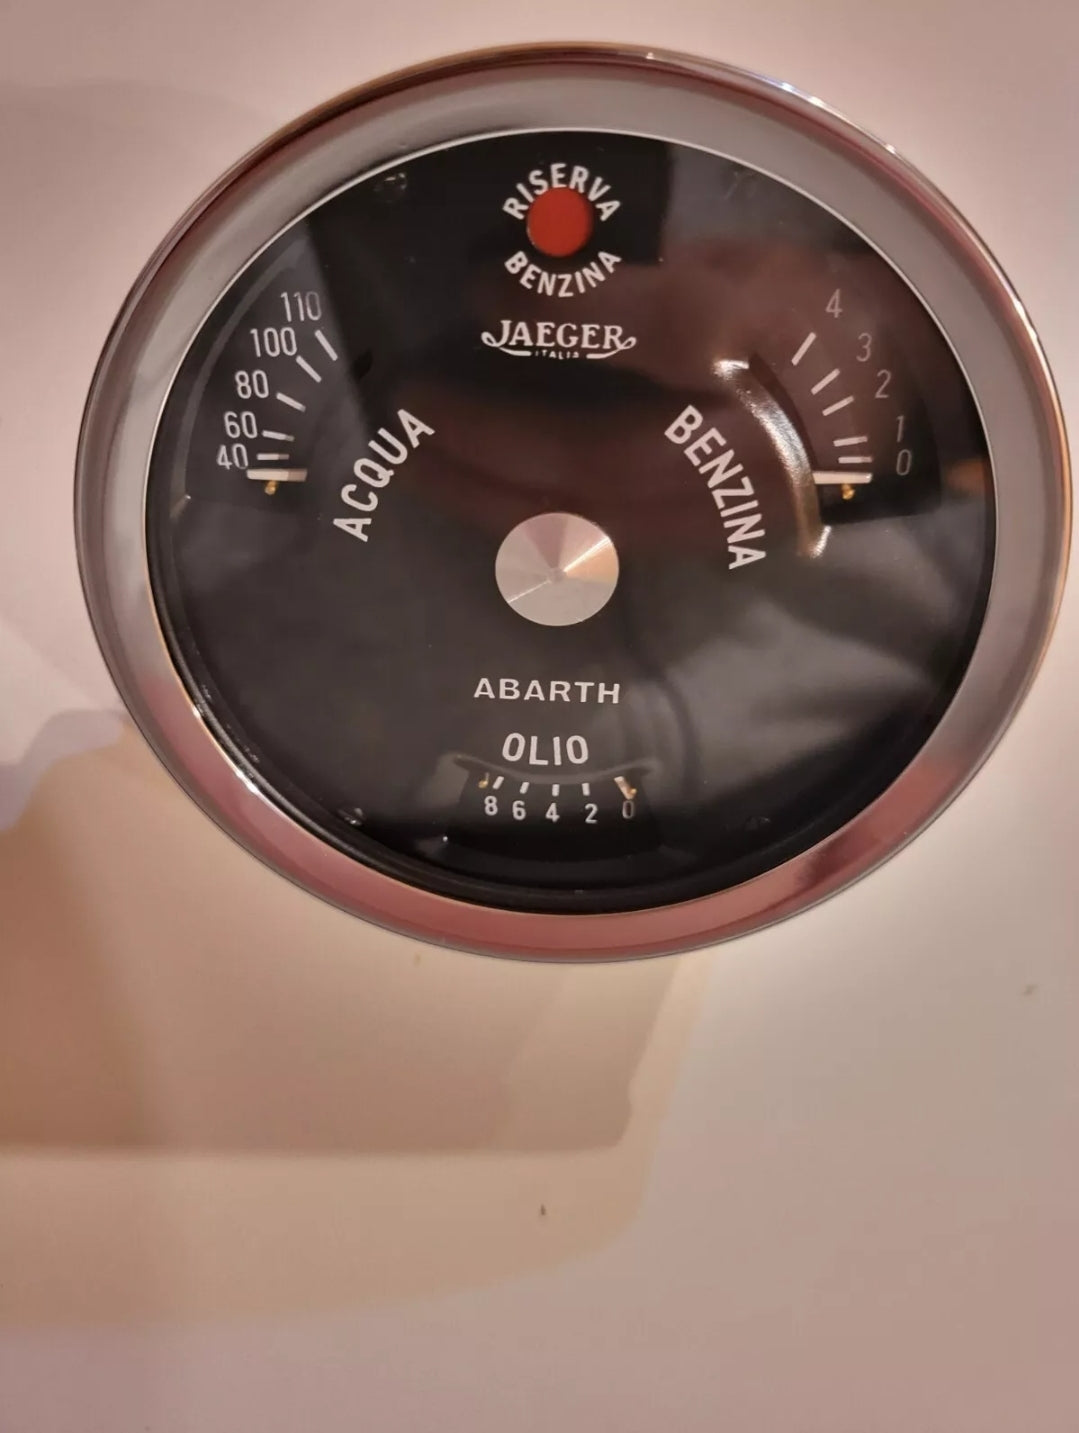 RISERVA
BENZINA
JAEGER
ITALIA
110
100
80
60
40
ACQUA
4
3
2
1
0
BENZINA
ABARTH
OLIO
8 6 4 2 0